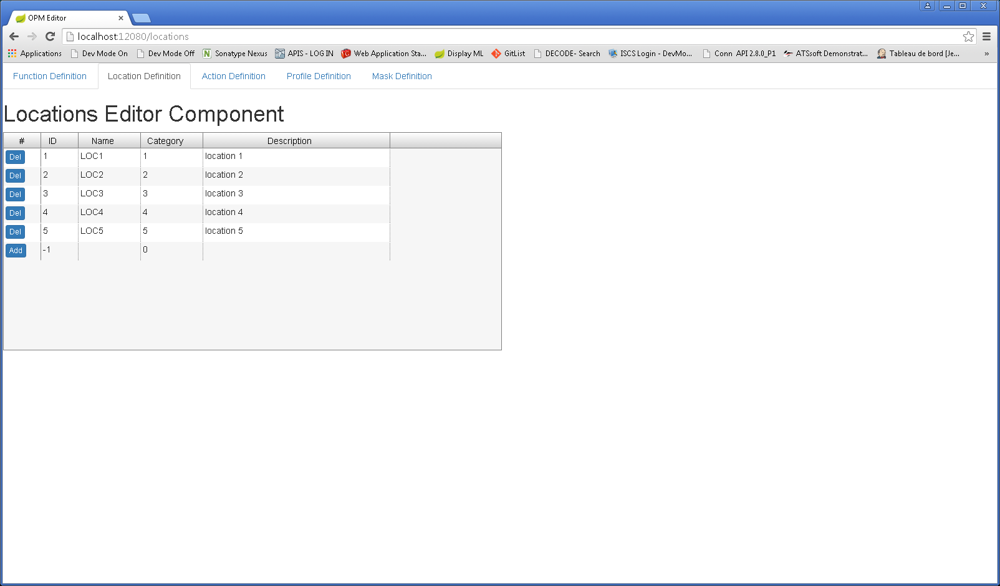 OPM Editor
localhost:12080/locations
Applications Dev Mode On Dev Mode Off Sonatype Nexus APIS - LOG IN Web Application Sta... Display ML GitList DECODE- Search ISCS Login - DevMo... Conn API 2.8.0_P1 ATSsoft Demonstrat... Tableau de bord [Je... »
Function Definition Location Definition Action Definition Profile Definition Mask Definition
Locations Editor Component
# ID Name Category Description
Del 1 LOC1 1 location 1
Del 2 LOC2 2 location 2
Del 3 LOC3 3 location 3
Del 4 LOC4 4 location 4
Del 5 LOC5 5 location 5
Add -1 0